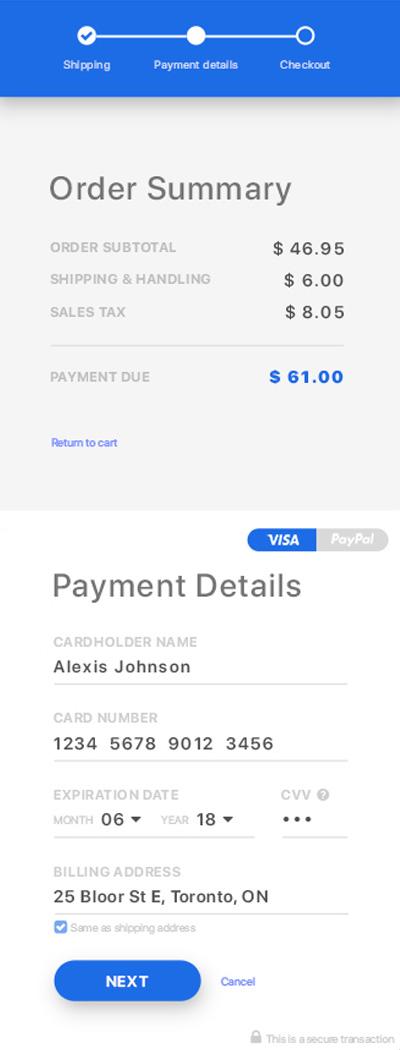 Shipping Payment details Checkout
Order Summary
ORDER SUBTOTAL $ 46.95
SHIPPING & HANDLING $ 6.00
SALES TAX $ 8.05
PAYMENT DUE $ 61.00
Return to cart
VISA PayPal
Payment Details
CARDHOLDER NAME
Alexis Johnson
CARD NUMBER
1234 5678 9012 3456
EXPIRATION DATE CVV ?
MONTH 06 YEAR 18 •••
BILLING ADDRESS
25 Bloor St E, Toronto, ON
Same as shipping address
NEXT Cancel
This is a secure transaction